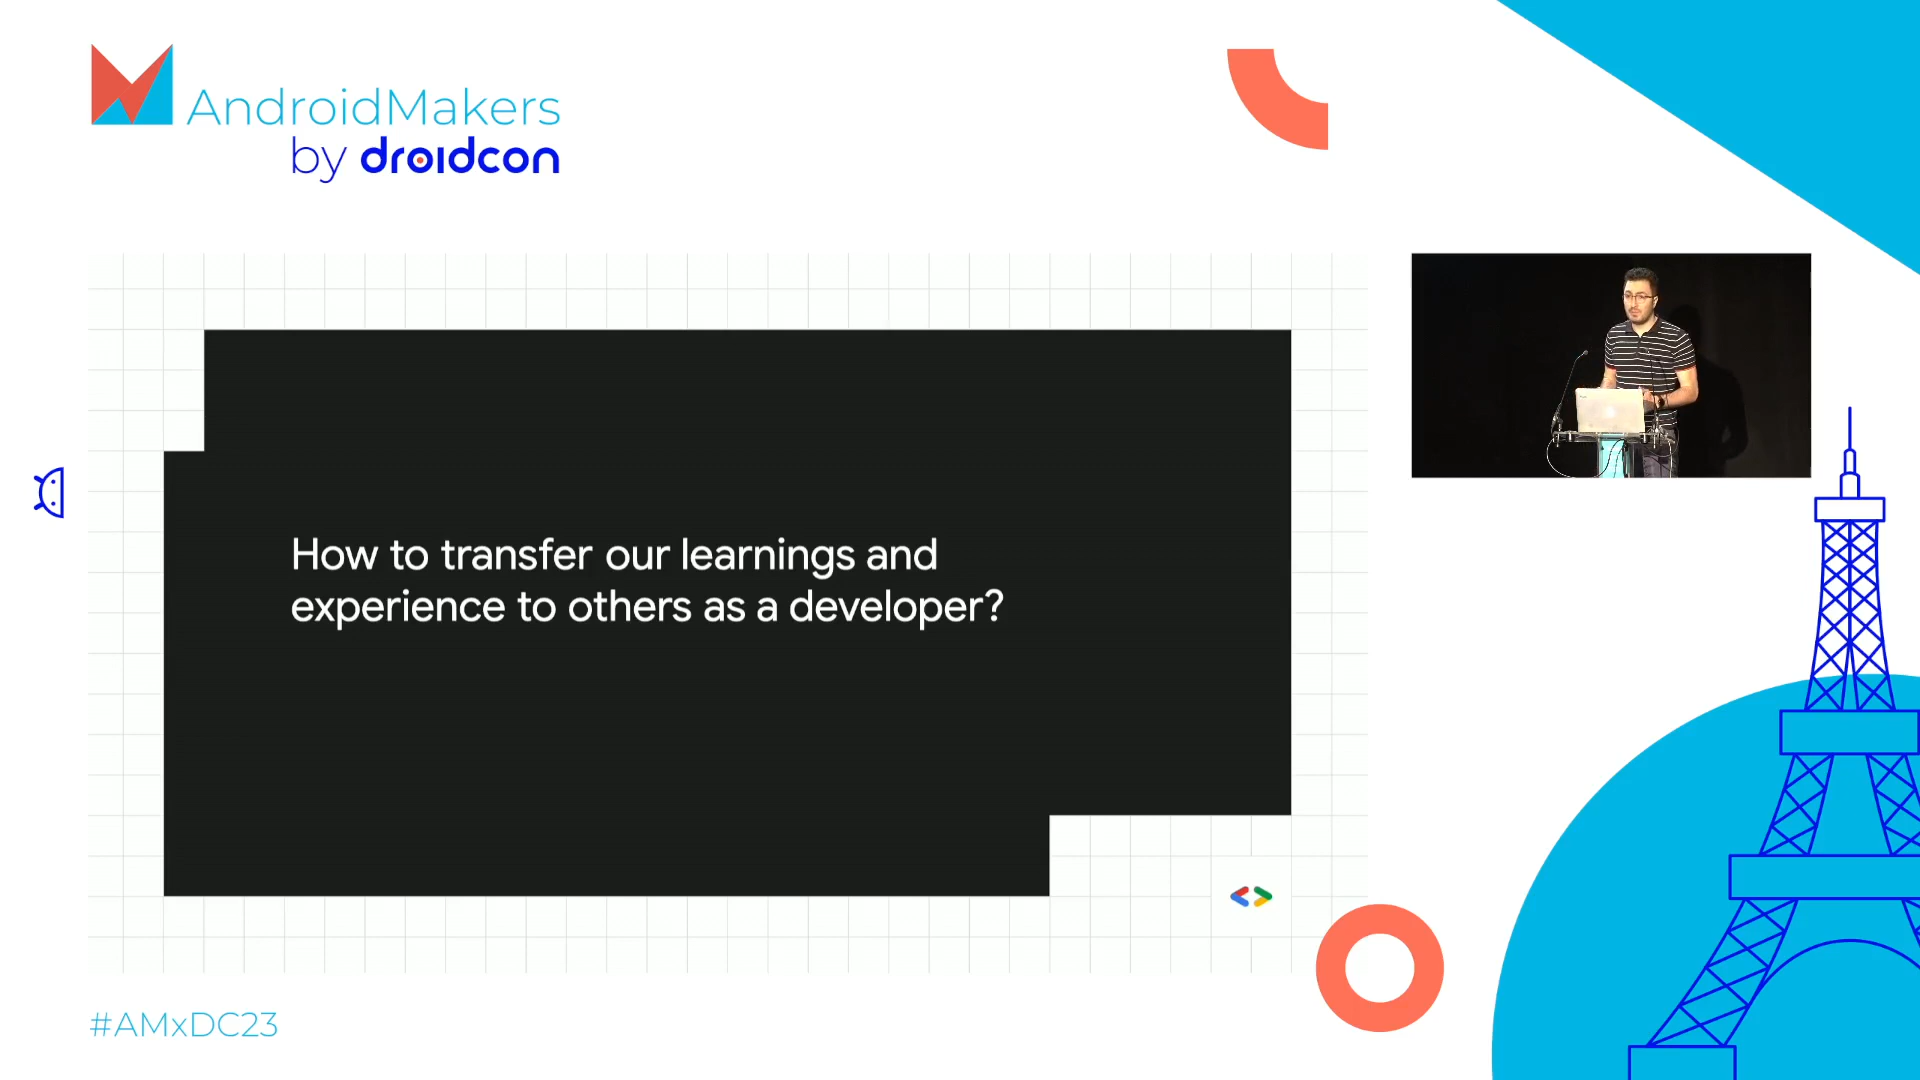 AndroidMakers
by droidcon
How to transfer our learnings and
experience to others as a developer?
#AMxDC23